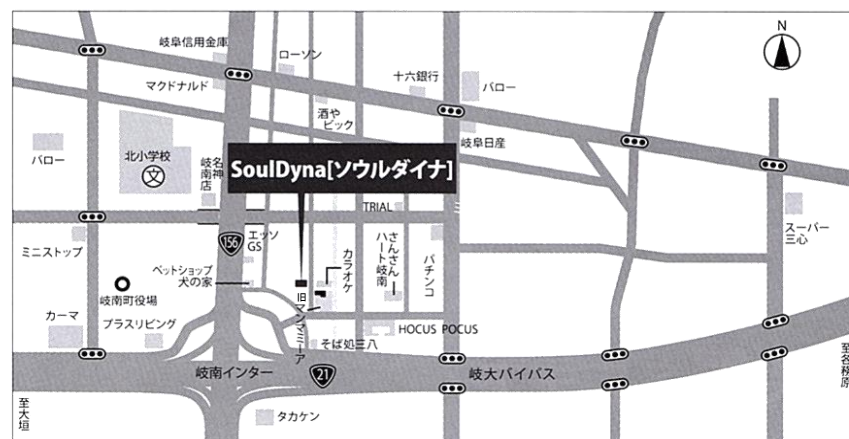 N
岐阜信用金庫
ローソン
マクドナルド
十六銀行
バロー
酒や
ビック
岐阜日産
バロー
北小学校
文
名神
岐南店
SoulDyna[ソウルダイナ]
TRIAL
スーパー
三心
ミニストップ
156
エッソ
GS
カラオケ
さんさん
ハート岐南
パチンコ
ペットショップ
犬の家
岐南町役場
旧マンマミーア
カーマ
プラスリビング
HOCUS POCUS
そば処三八
岐南インター
21
岐大バイパス
至各務原
至大垣
タカケン